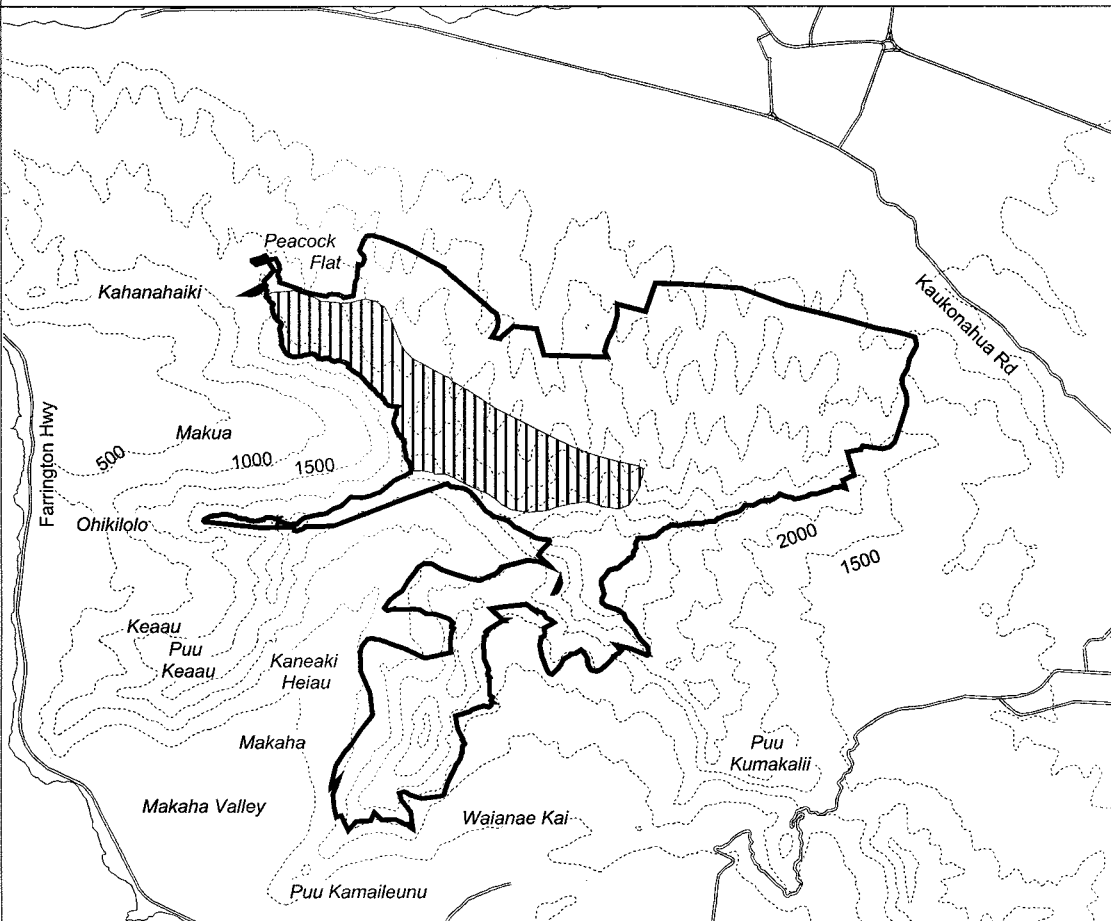 Peacock
Flat
Kahanahaiki
Kaukonahua Rd
Farrington Hwy
Makua
500
1000
1500
Ohikilolo
2000
1500
Keaau
Puu
Keaau
Kaneaki
Heiau
Makaha
Puu
Kumakalii
Makaha Valley
Waianae Kai
Puu Kamaileunu